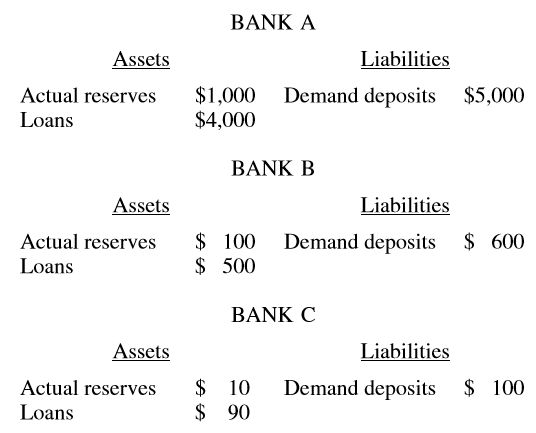 BANK A
Assets Liabilities
Actual reserves $1,000 Demand deposits $5,000
Loans $4,000
BANK B
Assets Liabilities
Actual reserves $ 100 Demand deposits $ 600
Loans $ 500
BANK C
Assets Liabilities
Actual reserves $ 10 Demand deposits $ 100
Loans $ 90